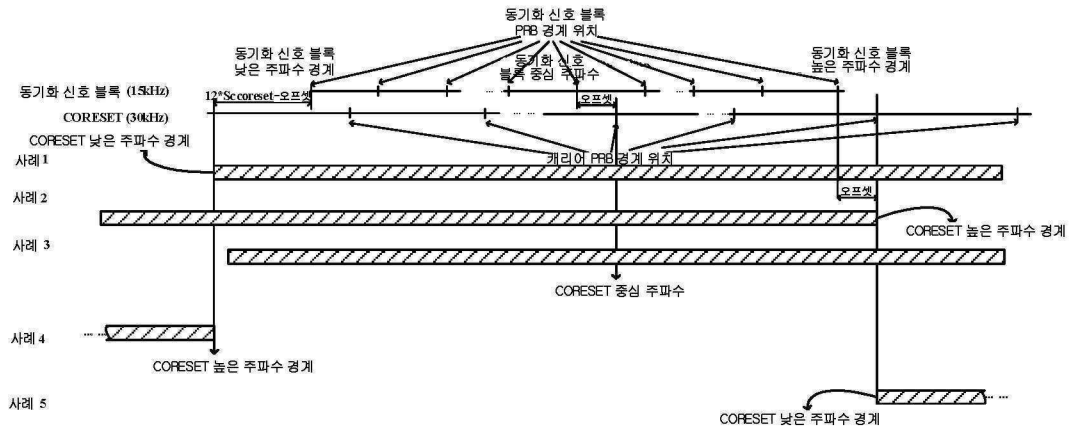 동기화 신호 블록
PRB 경계 위치
동기화 신호 블록
낮은 주파수 경계
동기화 신호
블록 중심 주파수
동기화 신호 블록
높은 주파수 경계
동기화 신호 블록 (15kHz)
12*Sccoreset-오프셋
... ...
오프셋
... ...
CORESET (30kHz)
... ...
... ...
CORESET 낮은 주파수 경계
캐리어 PRB 경계 위치
사례 1
오프셋
사례 2
CORESET 높은 주파수 경계
사례 3
CORESET 중심 주파수
사례 4
... ...
CORESET 높은 주파수 경계
사례 5
... ...
CORESET 낮은 주파수 경계